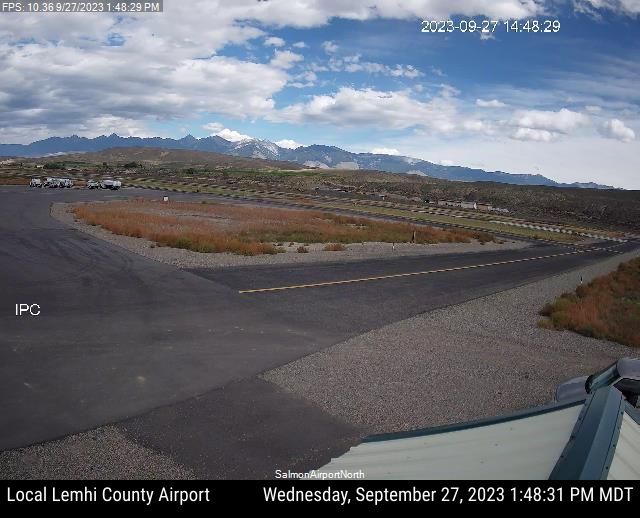 FPS: 10.36 9/27/2023 1:48:29 PM
2023-09-27 14:48:29
IPC
SalmonAirportNorth
Local Lemhi County Airport Wednesday, September 27, 2023 1:48:31 PM MDT